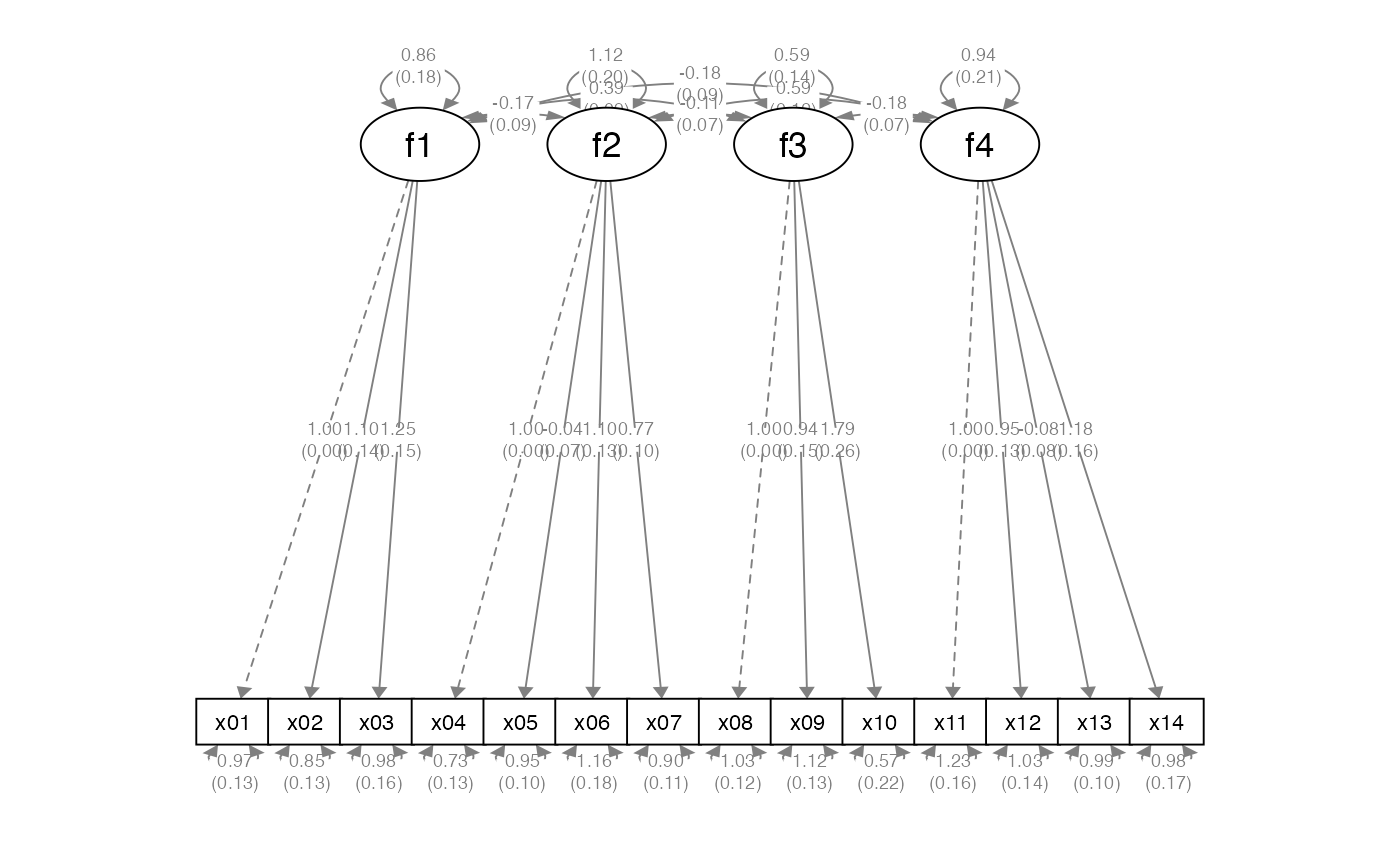 0.86 1.12 0.59 0.94
(0.18) (0.20) -0.18 (0.14) (0.21)
0.39 (0.09) 0.59
-0.17 -0.11 -0.18
(0.09) (0.07) (0.07)
f1 f2 f3 f4
1.00 1.10 1.25 1.00 -0.04 1.10 0.77 1.00 0.94 1.79 1.00 0.95 -0.08 1.18
(0.00) (0.14) (0.15) (0.00) (0.07) (0.13) (0.10) (0.00) (0.15) (0.26) (0.00) (0.13) (0.08) (0.16)
x01 x02 x03 x04 x05 x06 x07 x08 x09 x10 x11 x12 x13 x14
0.97 0.85 0.98 0.73 0.95 1.16 0.90 1.03 1.12 0.57 1.23 1.03 0.99 0.98
(0.13) (0.13) (0.16) (0.13) (0.10) (0.18) (0.11) (0.12) (0.13) (0.22) (0.16) (0.14) (0.10) (0.17)